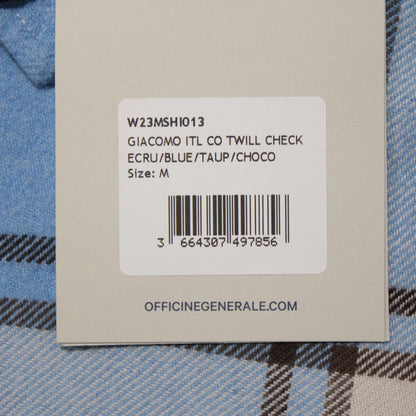 W23MSHI013
GIACOMO ITL CO TWILL CHECK
ECRU/BLUE/TAUP/CHOCO
Size: M
3 664307 497856
OFFICINEGENERALE.COM